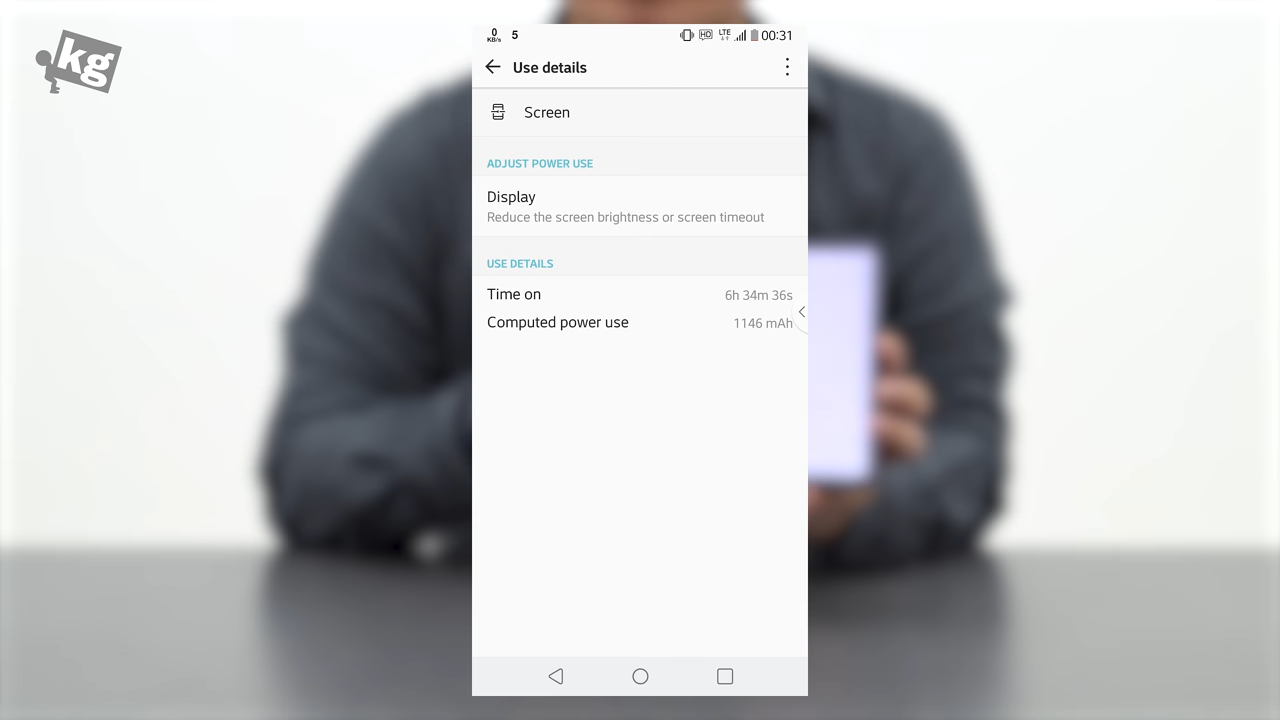 kg
0
KB/s
5
HD
LTE
00:31
Use details
Screen
ADJUST POWER USE
Display
Reduce the screen brightness or screen timeout
USE DETAILS
Time on 6h 34m 36s
Computed power use 1146 mAh